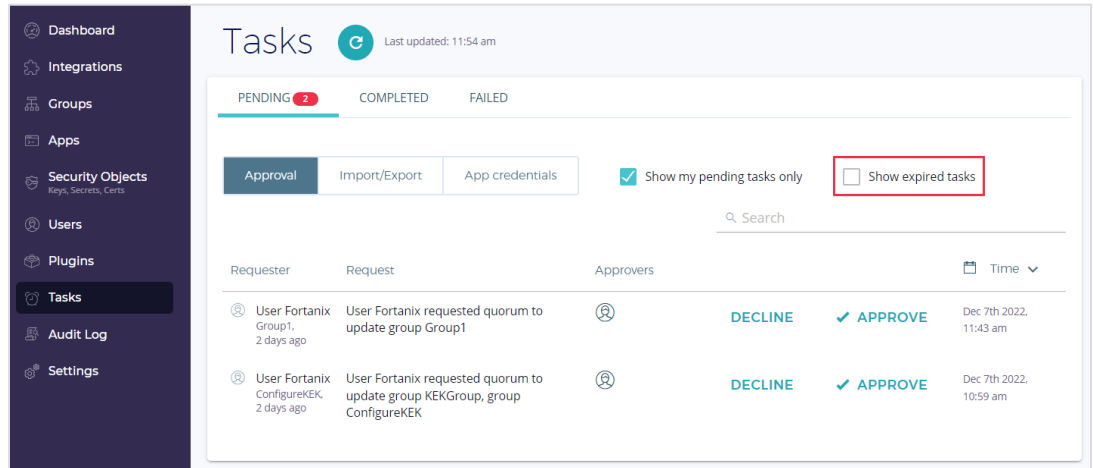 Dashboard
Integrations
Groups
Apps
Security Objects
Keys, Secrets, Certs
Users
Plugins
Tasks
Audit Log
Settings
Tasks
Last updated: 11:54 am
PENDING 2 COMPLETED FAILED
Approval Import/Export App credentials Show my pending tasks only Show expired tasks
Search
Requester Request Approvers Time
User Fortanix User Fortanix requested quorum to DECLINE APPROVE Dec 7th 2022,
Group1, update group Group1 11:43 am
2 days ago
User Fortanix User Fortanix requested quorum to DECLINE APPROVE Dec 7th 2022,
ConfigureKEK, update group KEKGroup, group 10:59 am
2 days ago ConfigureKEK